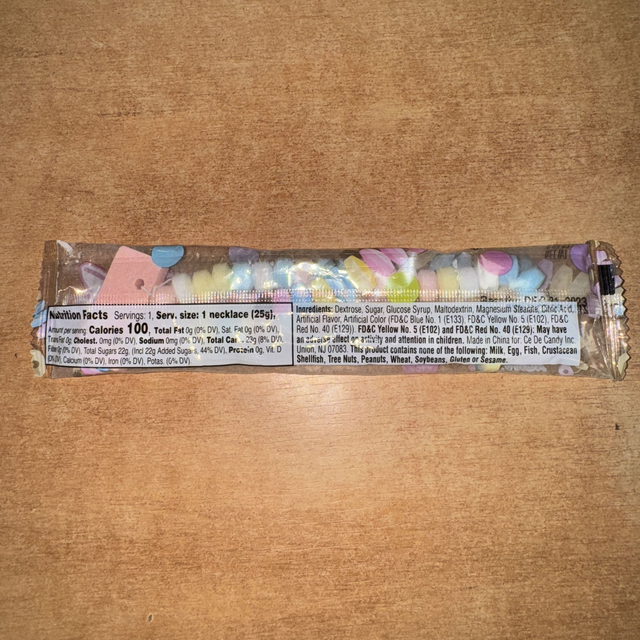 Nutrition Facts Servings: 1, Serv. size: 1 necklace (25g),
Amount per serving: Calories 100, Total Fat 0g (0% DV), Sat. Fat 0g (0% DV),
Trans Fat 0g, Cholest. 0mg (0% DV), Sodium 0mg (0% DV), Total Carb. 23g (8% DV),
Fiber 0g (0% DV), Total Sugars 22g, (Incl 22g Added Sugars, 44% DV), Protein 0g, Vit. D
(0% DV), Calcium (0% DV), Iron (0% DV), Potas. (0% DV).
Ingredients: Dextrose, Sugar, Glucose Syrup, Maltodextrin, Magnesium Stearate, Citric Acid,
Artificial Flavor, Artificial Color (FD&C Blue No. 1 (E133), FD&C Yellow No. 5 (E102), FD&C
Red No. 40 (E129)). FD&C Yellow No. 5 (E102) and FD&C Red No. 40 (E129): May have
an adverse effect on activity and attention in children. Made in China for: Ce De Candy Inc.
Union, NJ 07083. This product contains none of the following: Milk, Egg, Fish, Crustacean
Shellfish, Tree Nuts, Peanuts, Wheat, Soybeans, Gluten or Sesame.